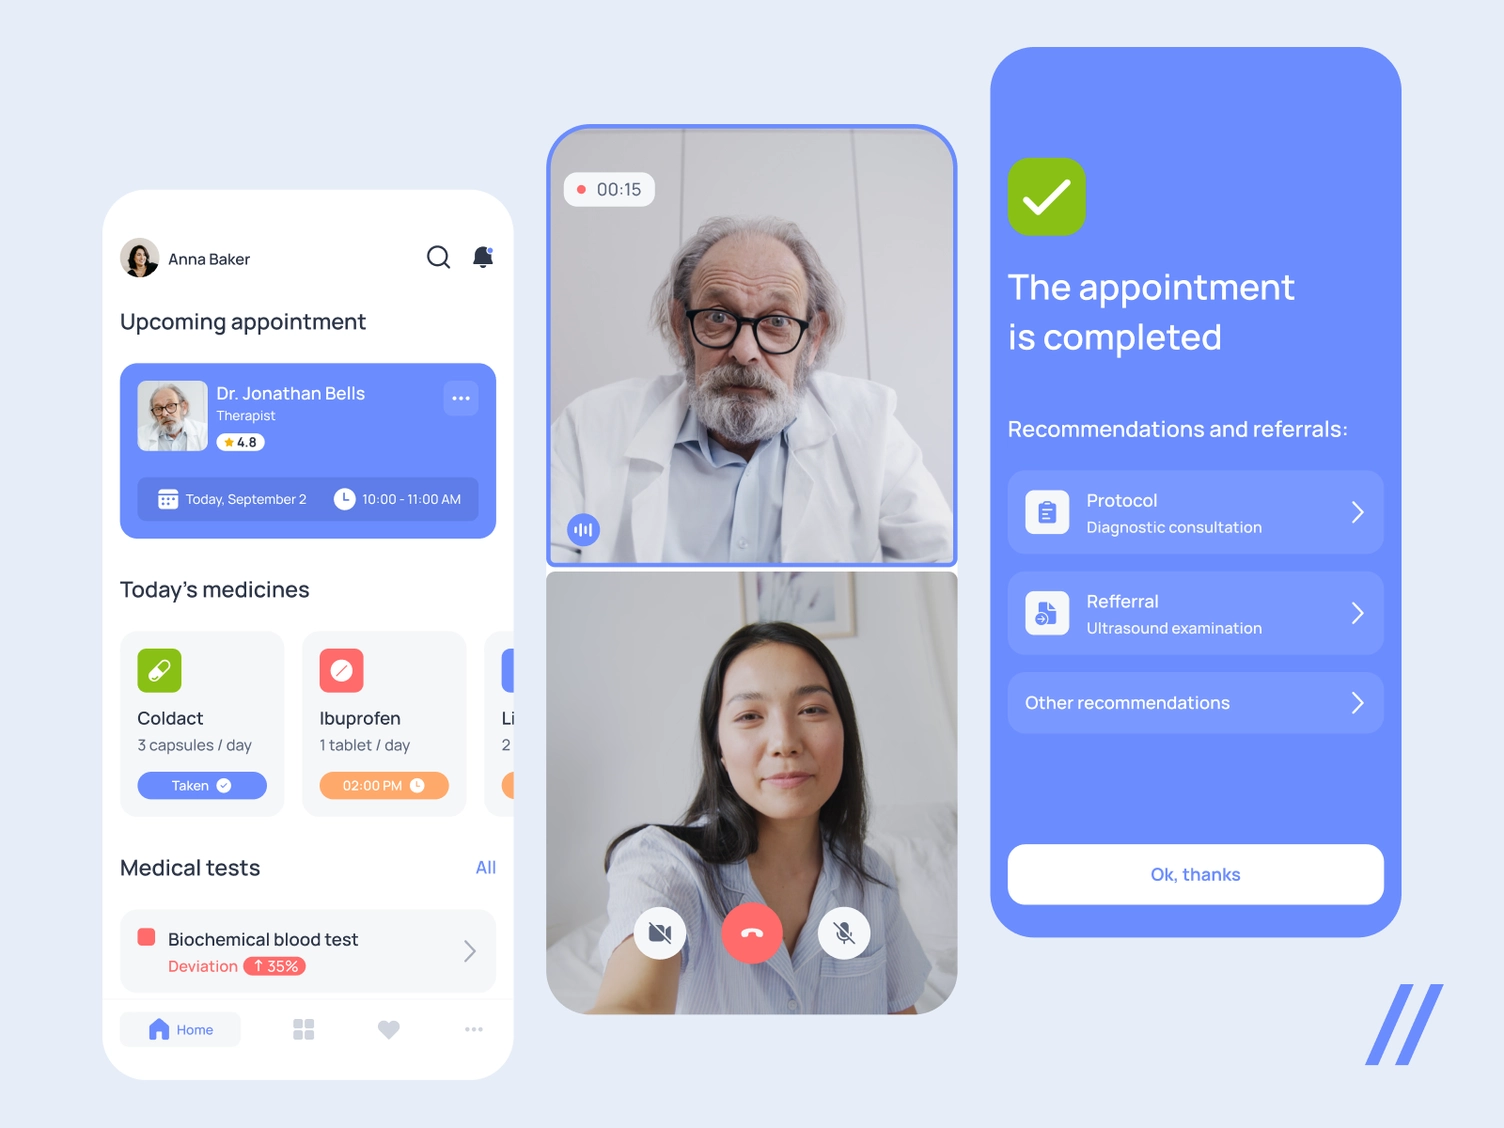 Anna Baker
Upcoming appointment
Dr. Jonathan Bells
Therapist
4.8
Today, September 2
10:00 - 11:00 AM
Today's medicines
Coldact
3 capsules / day
Taken
Ibuprofen
1 tablet / day
02:00 PM
Li
2
Medical tests
All
Biochemical blood test
Deviation ↑ 35%
Home
00:15
The appointment
is completed
Recommendations and referrals:
Protocol
Diagnostic consultation
Refferral
Ultrasound examination
Other recommendations
Ok, thanks